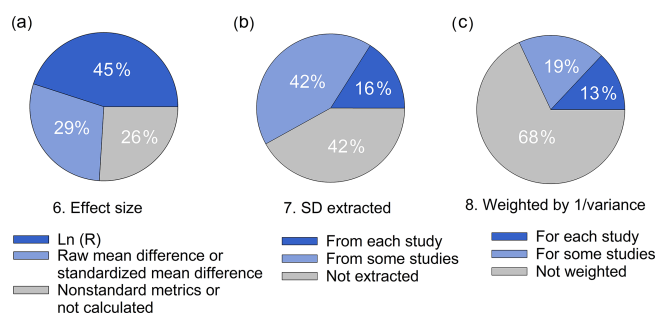 (a)
45%
29%
26%
6. Effect size
Ln (R)
Raw mean difference or
standardized mean difference
Nonstandard metrics or
not calculated
(b)
42%
16%
42%
7. SD extracted
From each study
From some studies
Not extracted
(c)
19%
13%
68%
8. Weighted by 1/variance
For each study
For some studies
Not weighted